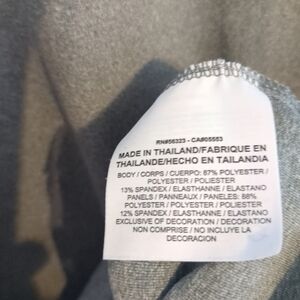 RN#56323 - CA#05553
MADE IN THAILAND/FABRIQUE EN
THAILANDE/HECHO EN TAILANDIA
BODY / CORPS / CUERPO: 87% POLYESTER /
POLYESTER / POLIESTER
13% SPANDEX / ELASTHANNE / ELASTANO
PANELS / PANNEAUX / PANELES: 88%
POLYESTER / POLYESTER / POLIESTER
12% SPANDEX / ELASTHANNE / ELASTANO
EXCLUSIVE OF DECORATION / DECORATION
NON COMPRISE / NO INCLUYE LA
DECORACION